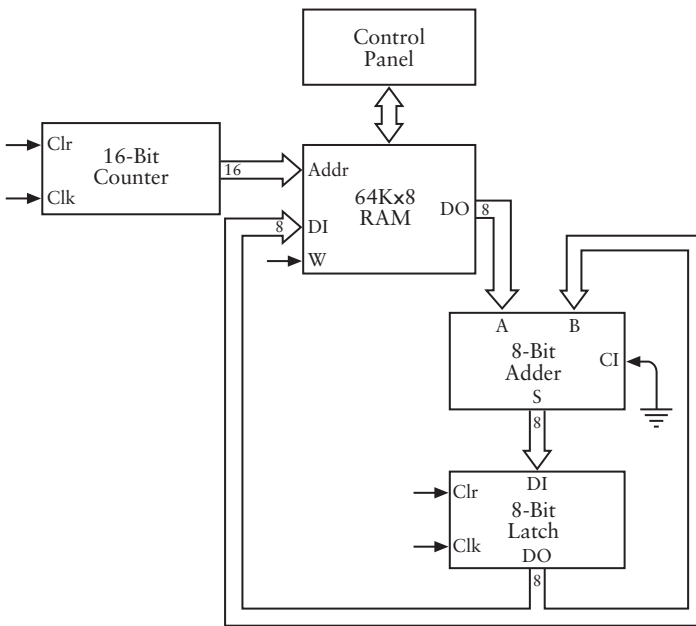 Control
Panel
Clr
16-Bit
Counter
Clk
16
Addr
64K×8
RAM
DO
8
8
DI
W
A
B
8-Bit
Adder
CI
S
8
DI
Clr
8-Bit
Latch
Clk
DO
8